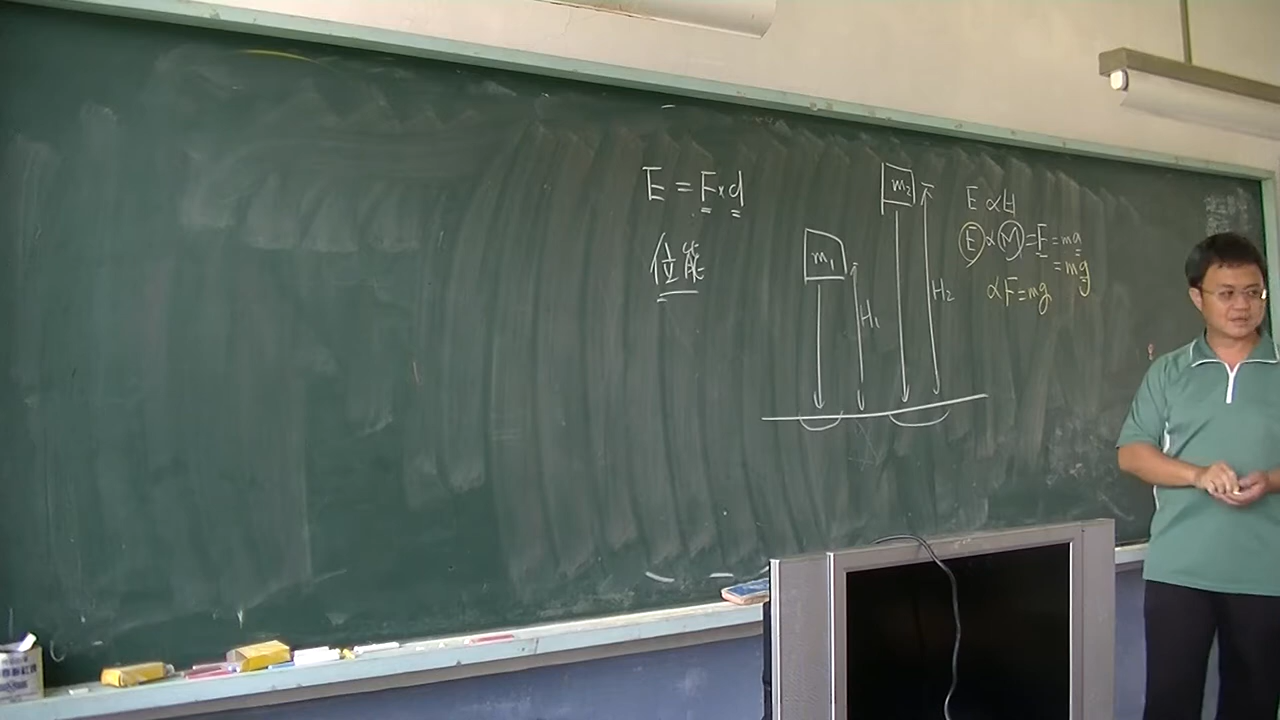 E = F×d
位能
m₁
H₁
m₂
H₂
E ∝ H
E ∝ M = F = ma
= mg
∝ F = mg